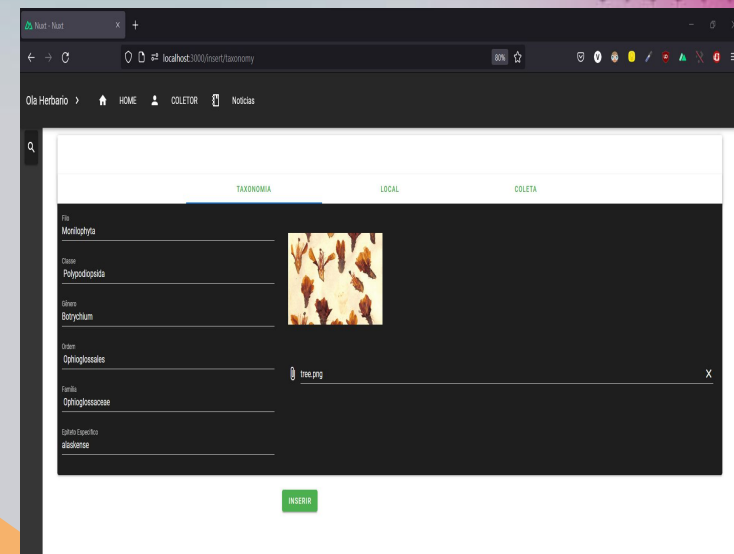 Nuxt - Nuxt
localhost:3000/insert/taxonomy
80%
Ola Herbario > HOME COLETOR Noticias
TAXONOMIA LOCAL COLETA
Filo
Monilophyta
Classe
Polypodiopsida
Gênero
Botrychium
Ordem
Ophioglossales
tree.png X
Familia
Ophioglossaceae
Epíteto Especifico
alaskense
INSERIR